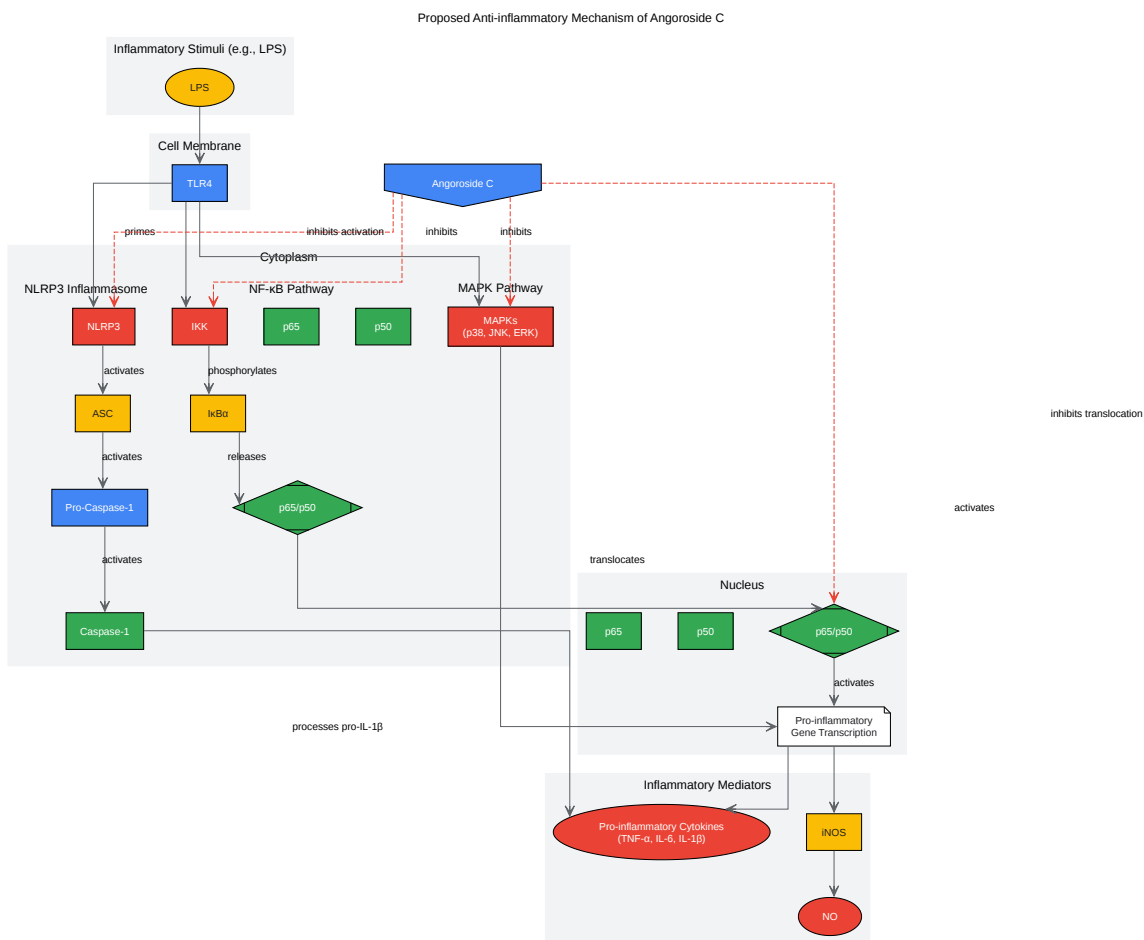 Proposed Anti-inflammatory Mechanism of Angoroside C
Inflammatory Stimuli (e.g., LPS)
LPS
Cell Membrane
TLR4
Angoroside C
primes
inhibits activation
inhibits
inhibits
Cytoplasm
NLRP3 Inflammasome
NF-κB Pathway
MAPK Pathway
NLRP3
IKK
p65
p50
MAPKs
(p38, JNK, ERK)
activates
phosphorylates
ASC
IκBα
inhibits translocation
activates
releases
Pro-Caspase-1
p65/p50
activates
activates
translocates
Nucleus
Caspase-1
p65
p50
p65/p50
activates
processes pro-IL-1β
Pro-inflammatory
Gene Transcription
Inflammatory Mediators
Pro-inflammatory Cytokines
(TNF-α, IL-6, IL-1β)
iNOS
NO